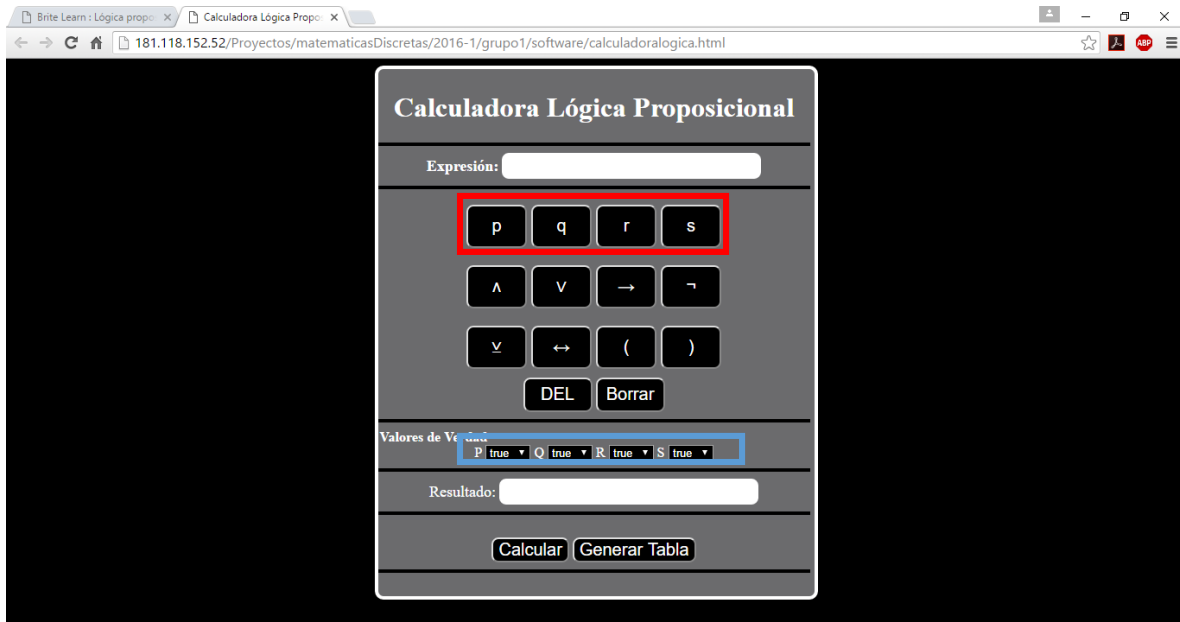 Brite Learn : Lógica propo
Calculadora Lógica Propo
181.118.152.52/Proyectos/matematicasDiscretas/2016-1/grupo1/software/calculadoralogica.html
ABP
Calculadora Lógica Proposicional
Expresión:
p q r s
∧ ∨ → ¬
⊻ ↔ ( )
DEL Borrar
Valores de Verdad
P true Q true R true S true
Resultado:
Calcular Generar Tabla